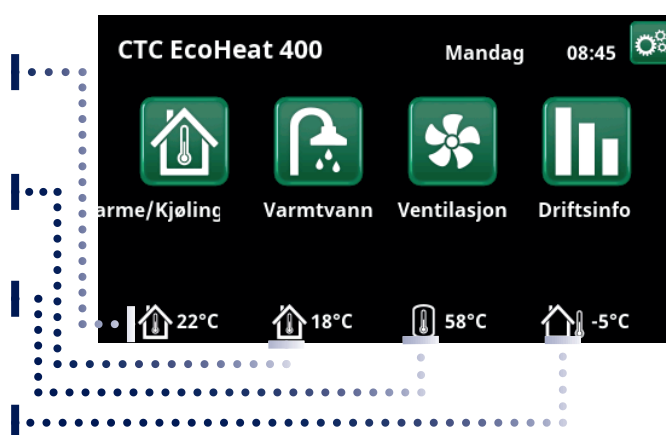 CTC EcoHeat 400
Mandag 08:45
arme/Kjøling Varmtvann Ventilasjon Driftsinfo
22°C 18°C 58°C -5°C